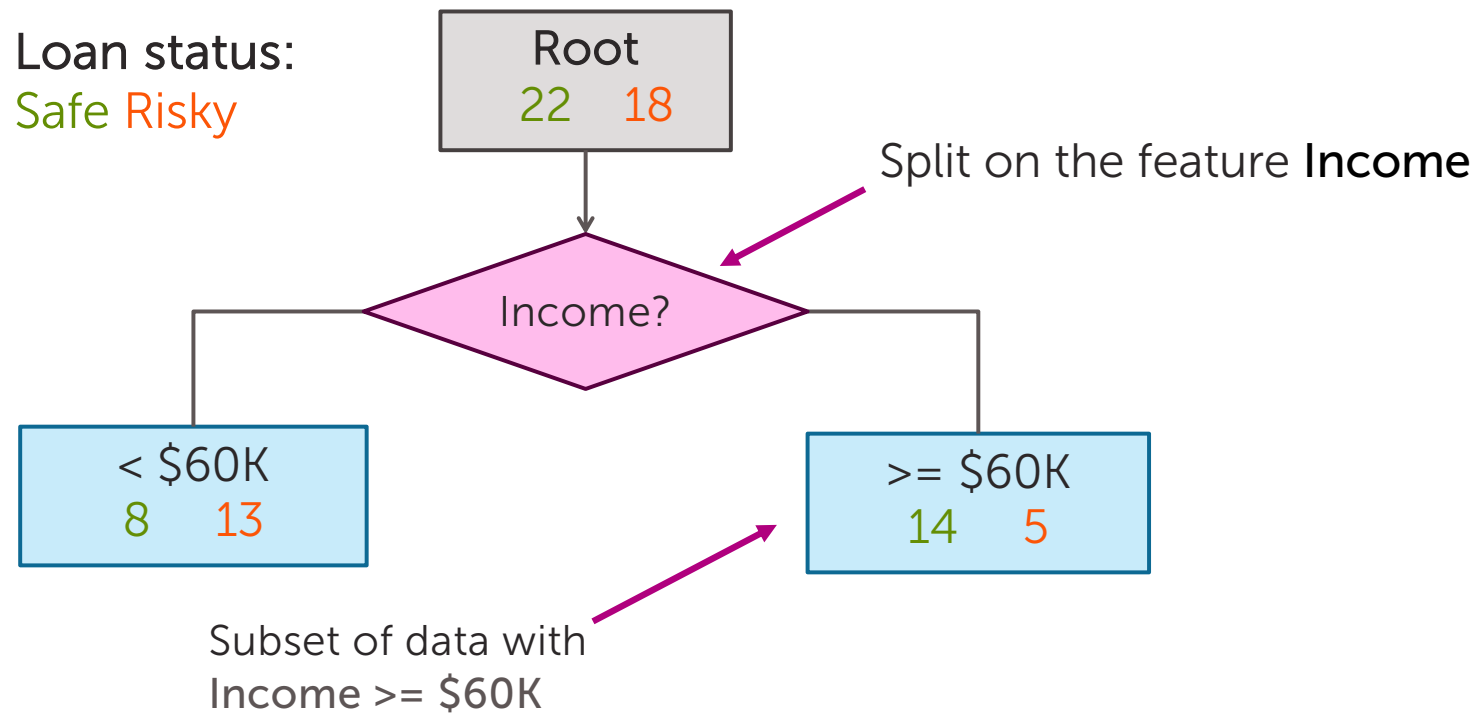 Loan status:
Safe Risky
Root
22 18
Split on the feature Income
Income?
< $60K
8 13
>= $60K
14 5
Subset of data with
Income >= $60K